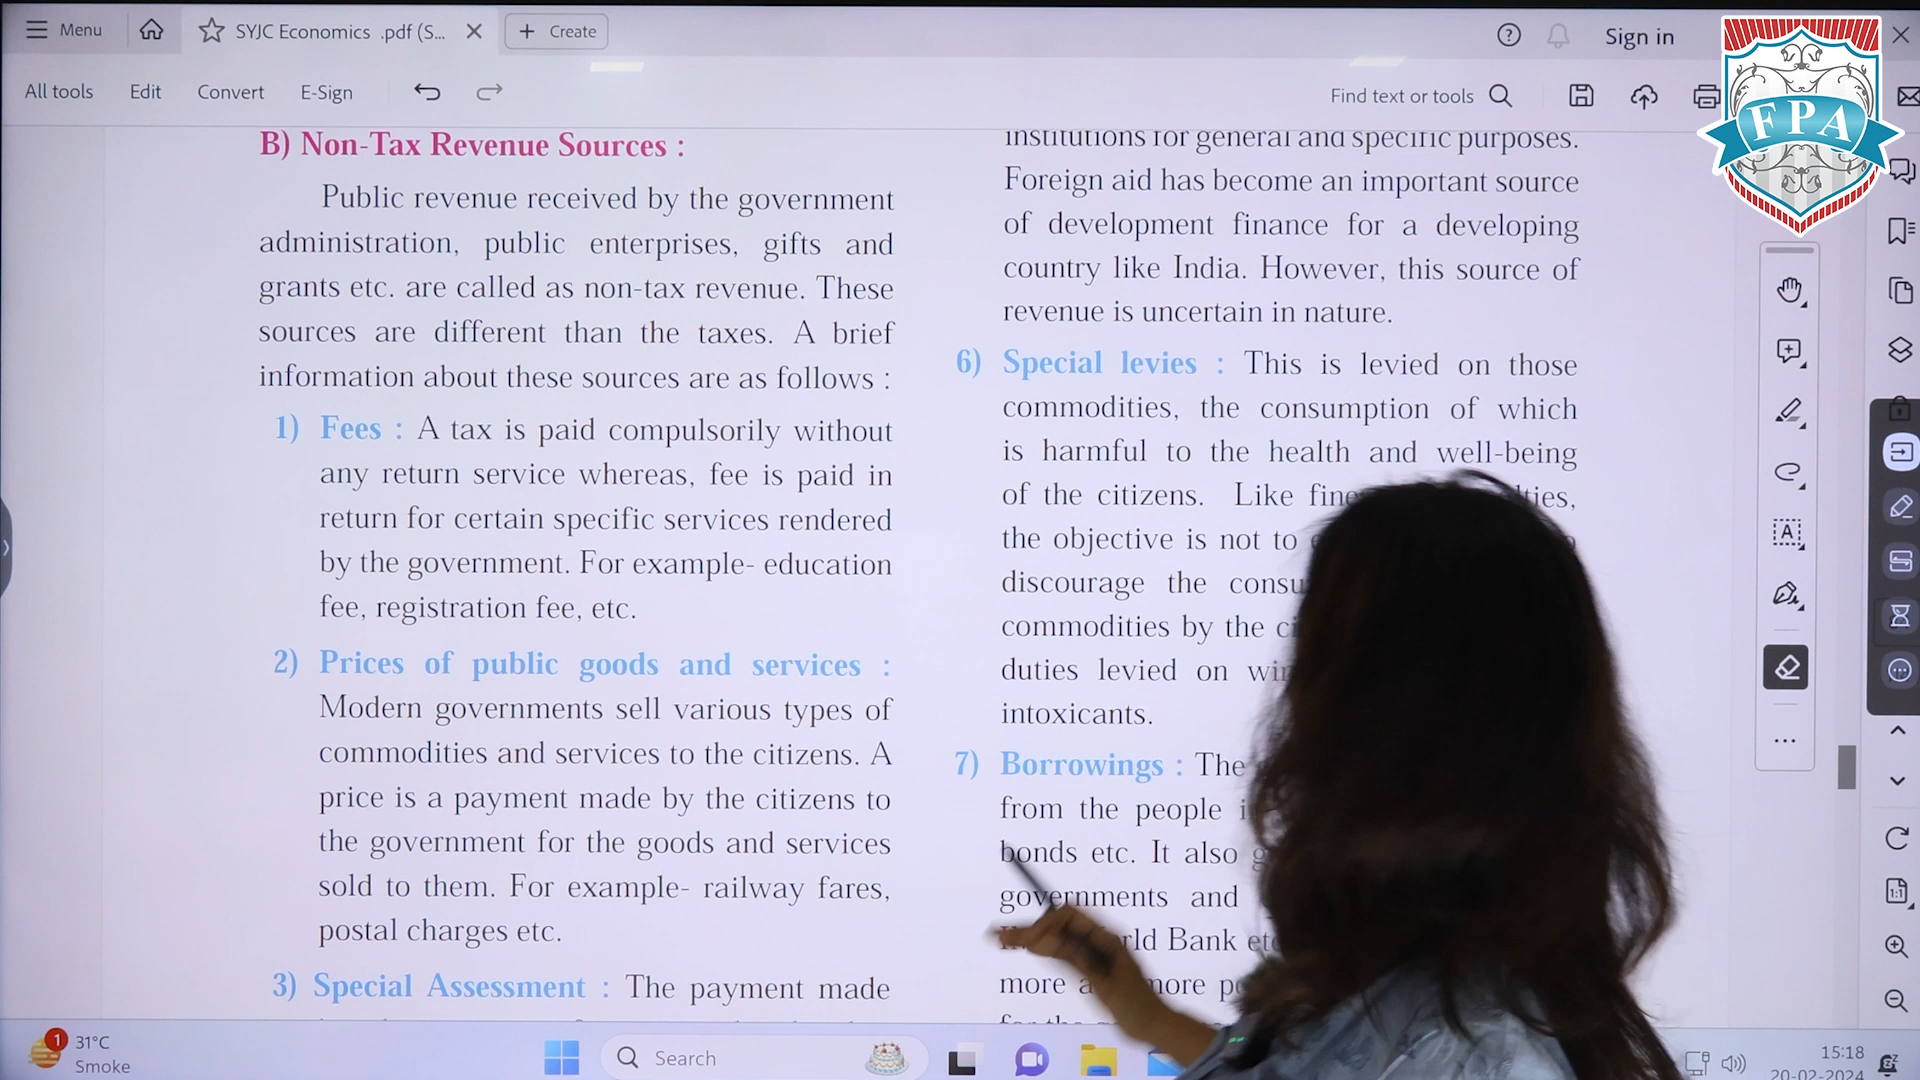 Menu
SYJC Economics .pdf (S...
Create
Sign in
All tools
Edit
Convert
E-Sign
Find text or tools
FPA
B) Non-Tax Revenue Sources :
Public revenue received by the government
administration, public enterprises, gifts and
grants etc. are called as non-tax revenue. These
sources are different than the taxes. A brief
information about these sources are as follows :
1) Fees : A tax is paid compulsorily without
any return service whereas, fee is paid in
return for certain specific services rendered
by the government. For example- education
fee, registration fee, etc.
2) Prices of public goods and services :
Modern governments sell various types of
commodities and services to the citizens. A
price is a payment made by the citizens to
the government for the goods and services
sold to them. For example- railway fares,
postal charges etc.
3) Special Assessment : The payment made
institutions for general and specific purposes.
Foreign aid has become an important source
of development finance for a developing
country like India. However, this source of
revenue is uncertain in nature.
6) Special levies : This is levied on those
commodities, the consumption of which
is harmful to the health and well-being
of the citizens. Like
the objective is not to
discourage the
commodities by the
duties levied on
intoxicants.
7) Borrowings : The
from the people
bonds etc. It also
governments and
Bank
more more
31°C
Smoke
1
Search
15:18
20-02-2024